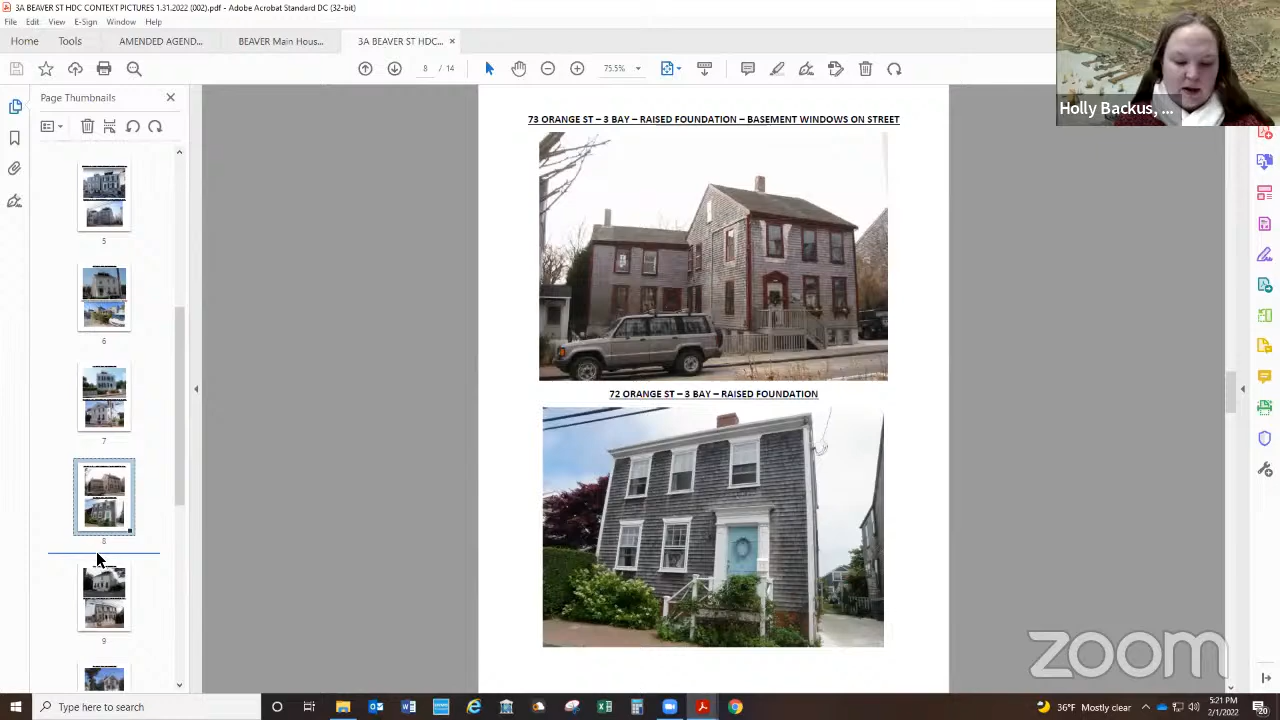 3A BEAVER ST HDC CONTEXT PICTURES 1.31.2022 (002).pdf - Adobe Acrobat Standard DC (32-bit)
File Edit View E-Sign Window Help
Home Tools AMENDED AGEND... BEAVER Main Hous... 3A BEAVER ST HDC... ×
8 / 14 75.5%
Page Thumbnails
5
6
7
8
9
73 ORANGE ST – 3 BAY – RAISED FOUNDATION – BASEMENT WINDOWS ON STREET
72 ORANGE ST – 3 BAY – RAISED FOUNDATION
Holly Backus, ...
zoom
Type here to search
36°F Mostly clear
5:21 PM
2/1/2022
20